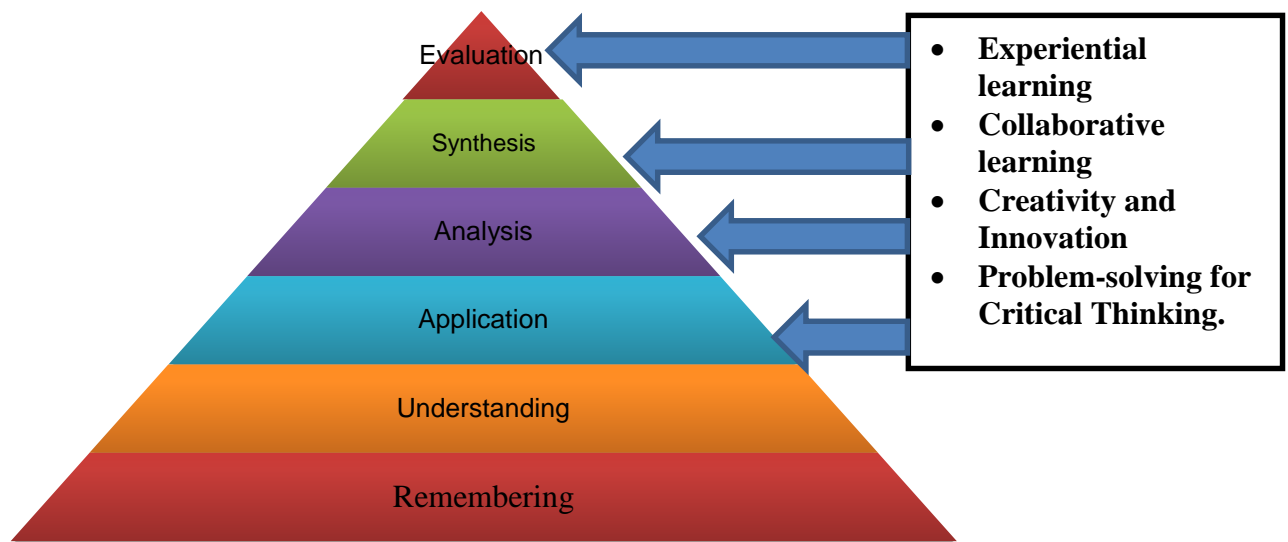 Evaluation
Synthesis
Analysis
Application
Understanding
Remembering
• Experiential
learning
• Collaborative
learning
• Creativity and
Innovation
• Problem-solving for
Critical Thinking.